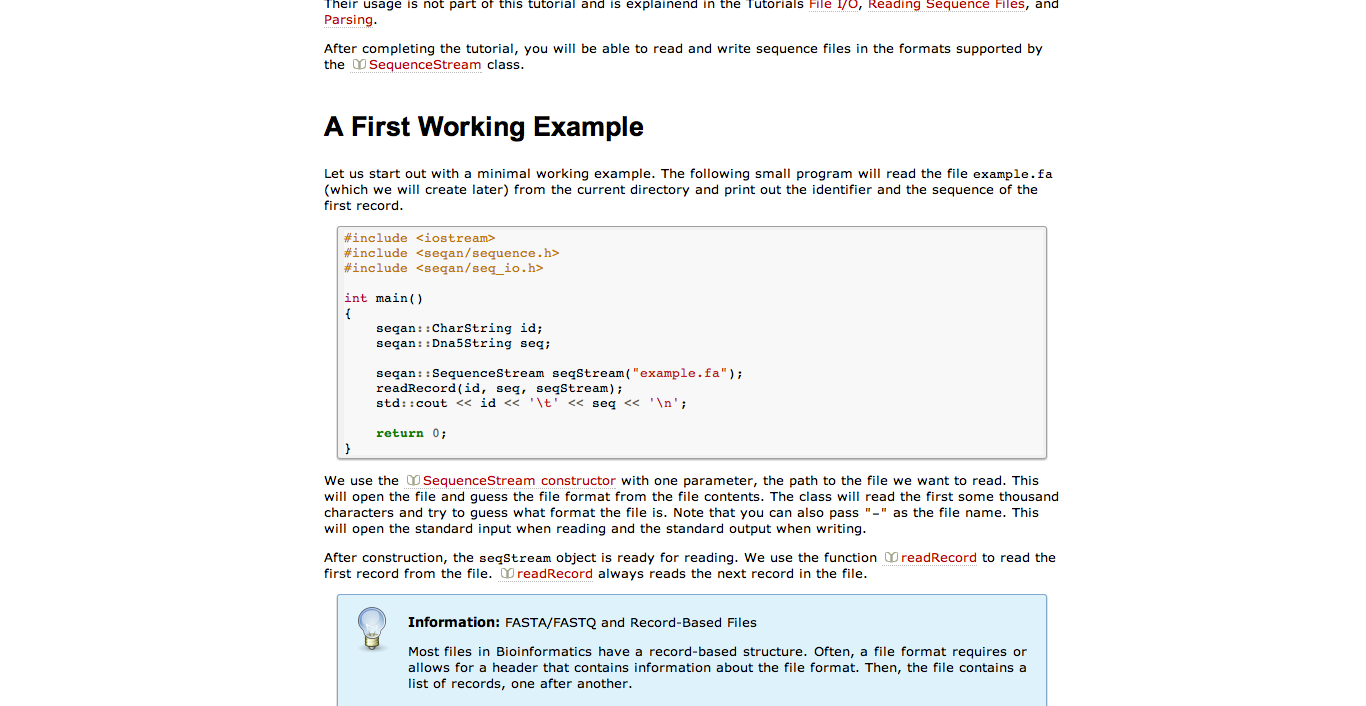 Their usage is not part of this tutorial and is explainend in the Tutorials File I/O, Reading Sequence Files, and
Parsing.
After completing the tutorial, you will be able to read and write sequence files in the formats supported by
the SequenceStream class.
A First Working Example
Let us start out with a minimal working example. The following small program will read the file example.fa
(which we will create later) from the current directory and print out the identifier and the sequence of the
first record.
#include <iostream>
#include <seqan/sequence.h>
#include <seqan/seq_io.h>
int main()
{
    seqan::CharString id;
    seqan::Dna5String seq;
    seqan::SequenceStream seqStream("example.fa");
    readRecord(id, seq, seqStream);
    std::cout << id << '\t' << seq << '\n';
    return 0;
}
We use the SequenceStream constructor with one parameter, the path to the file we want to read. This
will open the file and guess the file format from the file contents. The class will read the first some thousand
characters and try to guess what format the file is. Note that you can also pass "-" as the file name. This
will open the standard input when reading and the standard output when writing.
After construction, the seqStream object is ready for reading. We use the function readRecord to read the
first record from the file. readRecord always reads the next record in the file.
Information: FASTA/FASTQ and Record-Based Files
Most files in Bioinformatics have a record-based structure. Often, a file format requires or
allows for a header that contains information about the file format. Then, the file contains a
list of records, one after another.